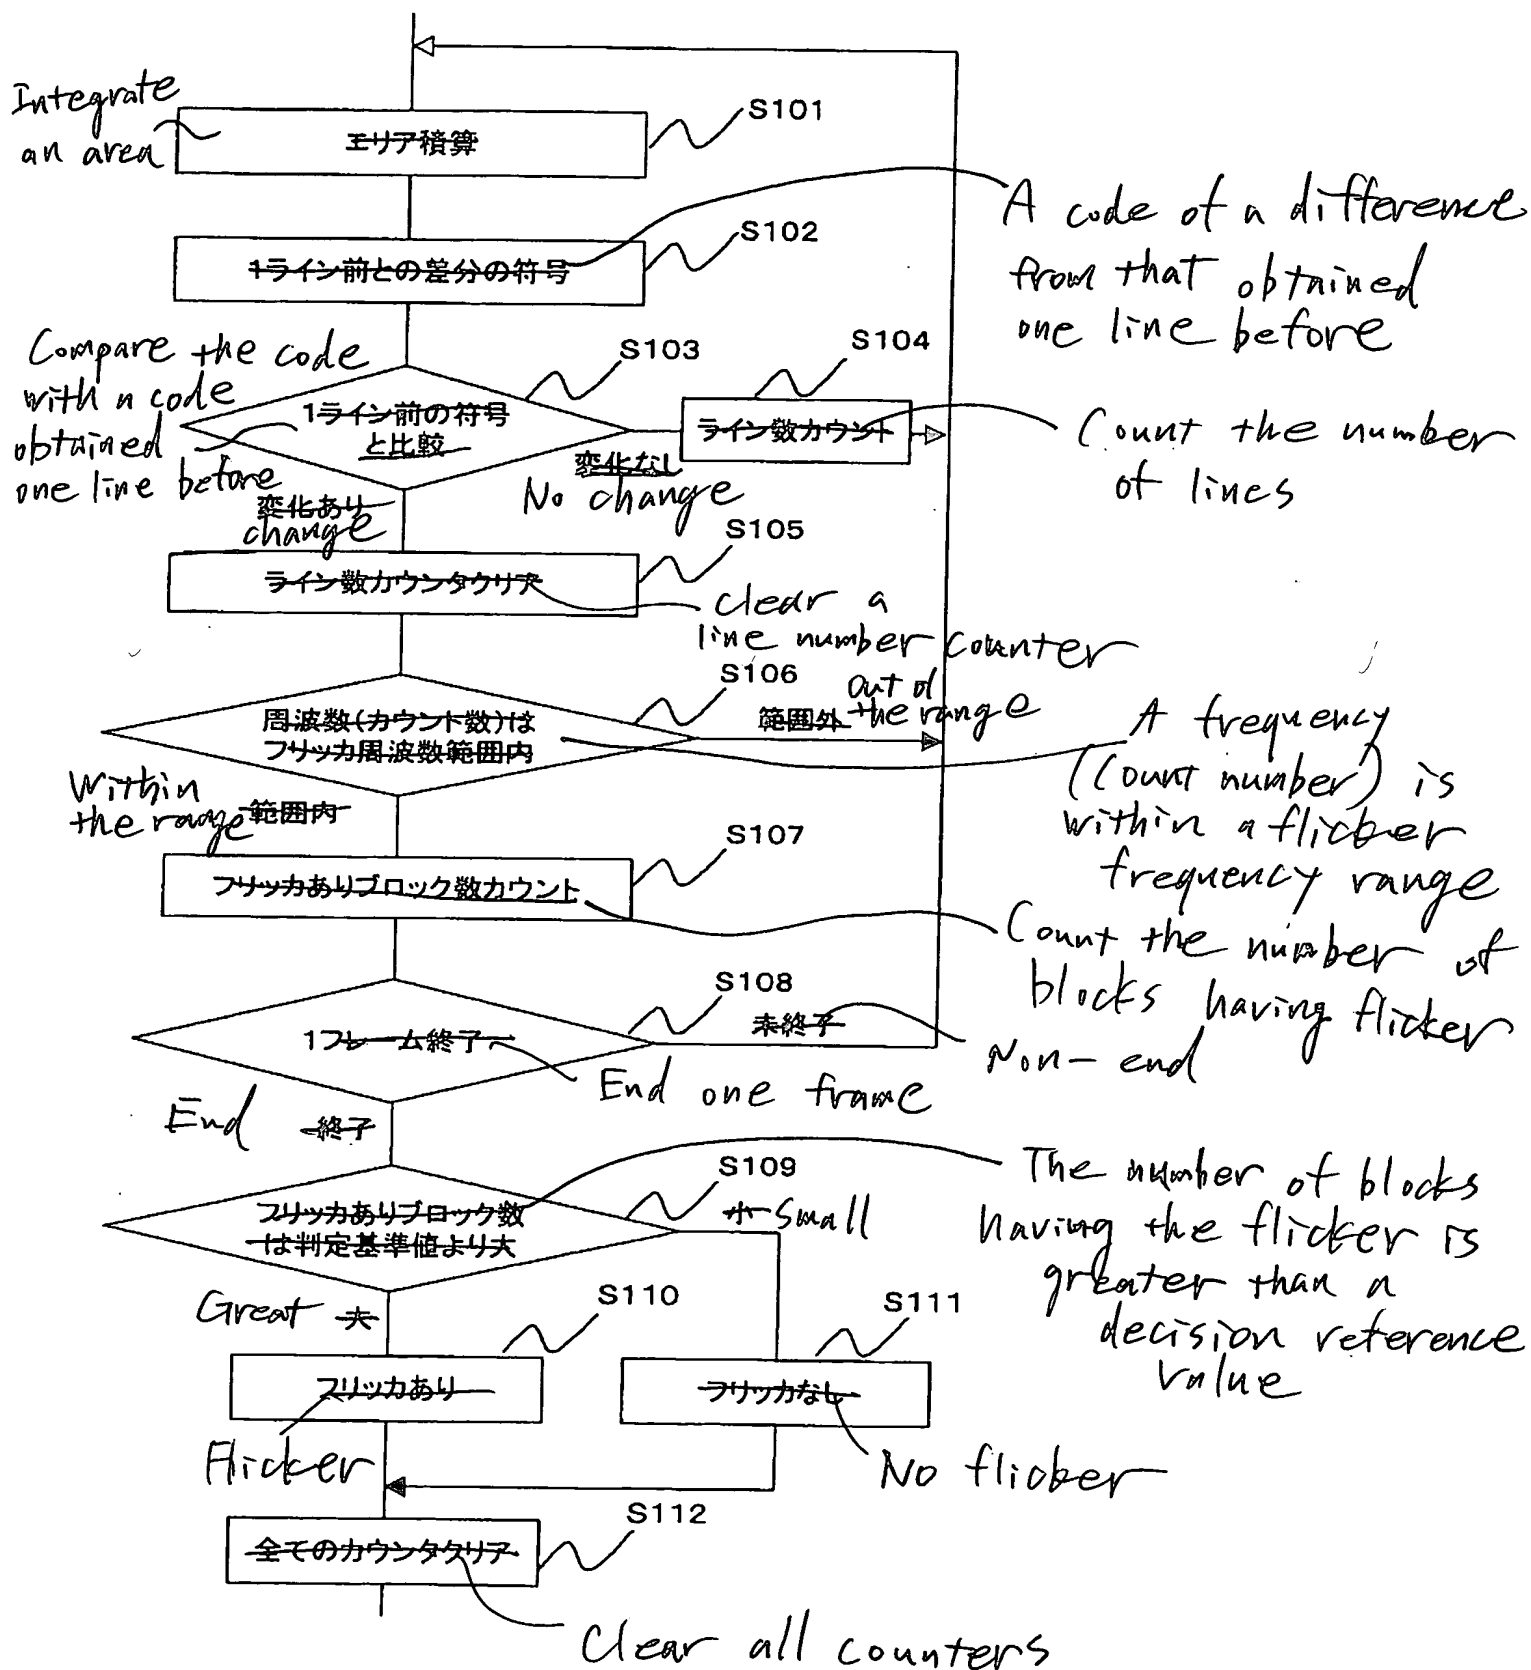 Integrate
an area
エリア積算
S101
1ライン前との差分の符号
S102
A code of a difference
from that obtained
one line before
Compare the code
with a code
obtained
one line before
1ライン前の符号
と比較
S103
変化なし
No change
S104
ライン数カウント
Count the number
of lines
変化あり
change
S105
ライン数カウンタクリア
clear a
line number counter
S106
周波数(カウント数)は
フリッカ周波数範囲内
範囲外
out of
the range
A frequency
(Count number) is
within a flicker
frequency range
Within
the range
範囲内
S107
フリッカありブロック数カウント
Count the number of
blocks having flicker
S108
1フレーム終了
End one frame
未終了
Non-end
End
終了
S109
フリッカありブロック数
は判定基準値より大
小
Small
The number of blocks
having the flicker is
greater than a
decision reference
value
Great
大
S110
フリッカあり
Flicker
S111
フリッカなし
No flicker
S112
全てのカウンタクリア
Clear all counters